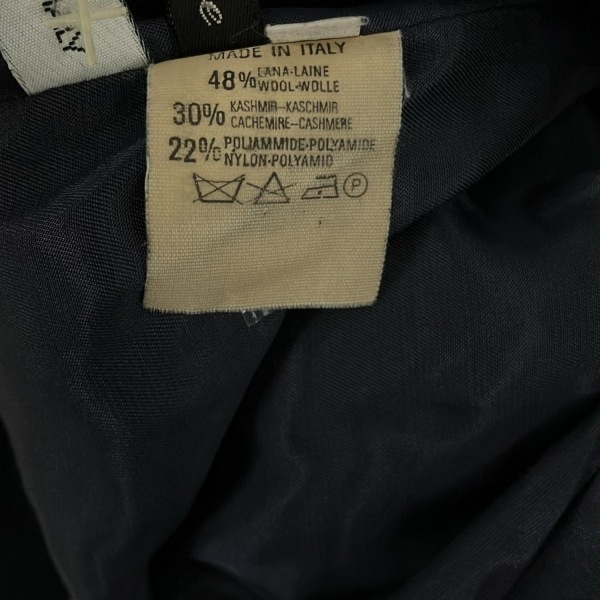 MADE IN ITALY
48% LANA-LAINE
WOOL-WOLLE
30% KASHMIR-KASCHMIR
CACHEMIRE-CASHMERE
22% POLIAMMIDE-POLYAMIDE
NYLON-POLYAMID
P